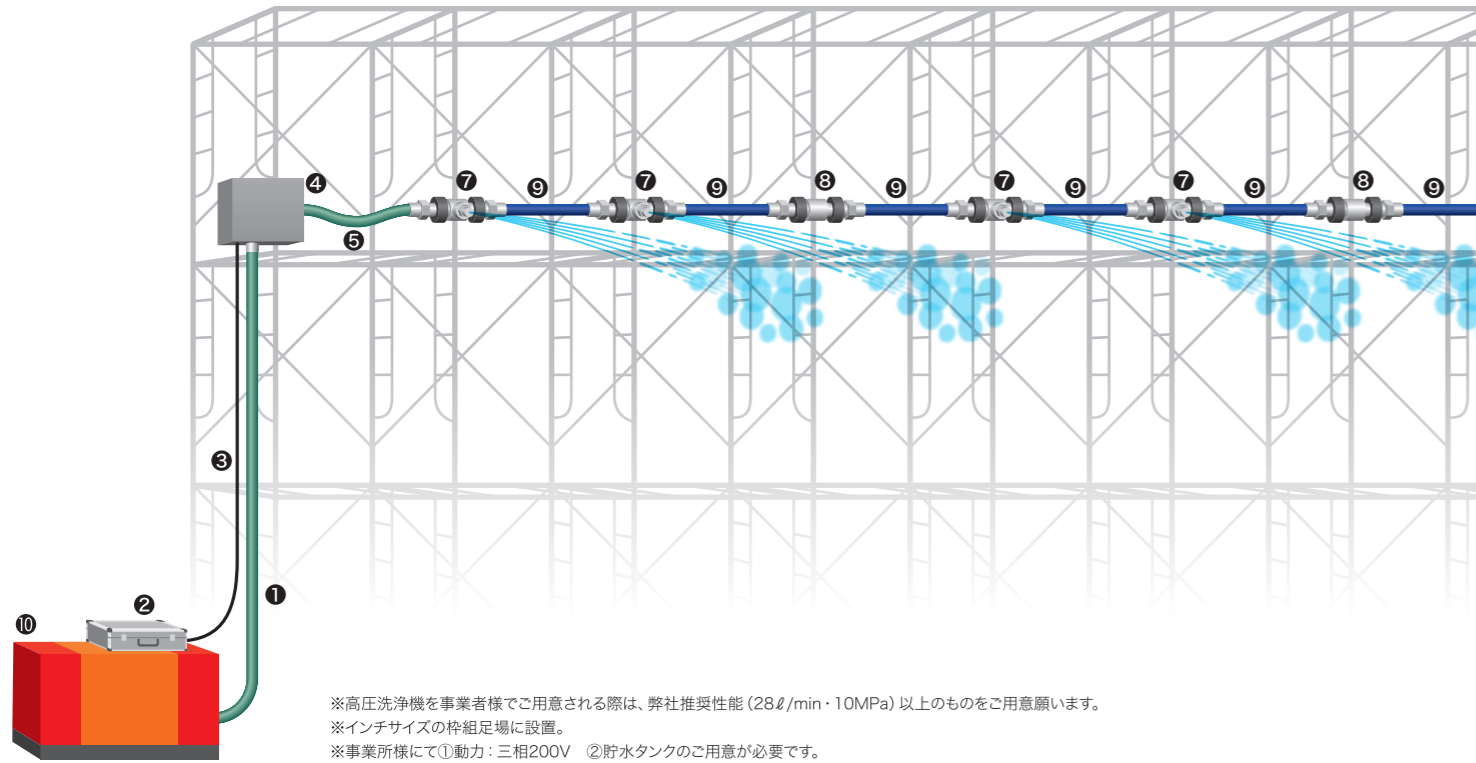 ❹ ❼ ❾ ❼ ❾ ❽ ❾ ❼ ❾ ❼ ❾ ❽ ❾
❺
❸
❶
❷
❿
※高圧洗浄機を事業者様でご用意される際は、弊社推奨性能(28ℓ/min・10MPa)以上のものをご用意願います。
※インチサイズの枠組足場に設置。
※事業所様にて①動力:三相200V ②貯水タンクのご用意が必要です。